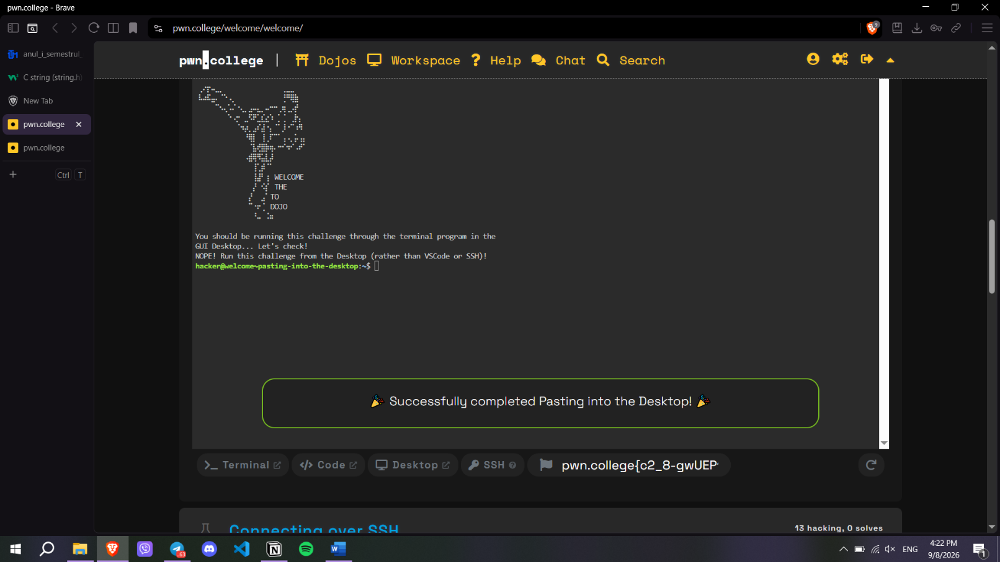 pwn.college - Brave
pwn.college/welcome/welcome/
9
anul_i_semestrul_
C string (string.h)
New Tab
pwn.college
pwn.college
Ctrl T
pwn.college | Dojos Workspace ? Help Chat Search
WELCOME
THE
TO
DOJO
You should be running this challenge through the terminal program in the
GUI Desktop... Let's check!
NOPE! Run this challenge from the Desktop (rather than VSCode or SSH)!
hacker@welcome~pasting-into-the-desktop:~$
Successfully completed Pasting into the Desktop!
Terminal
Code
Desktop
SSH
pwn.college{c2_8-gwUEP
Connecting over SSH
13 hacking, 0 solves
63
ENG
4:22 PM
9/8/2026
1